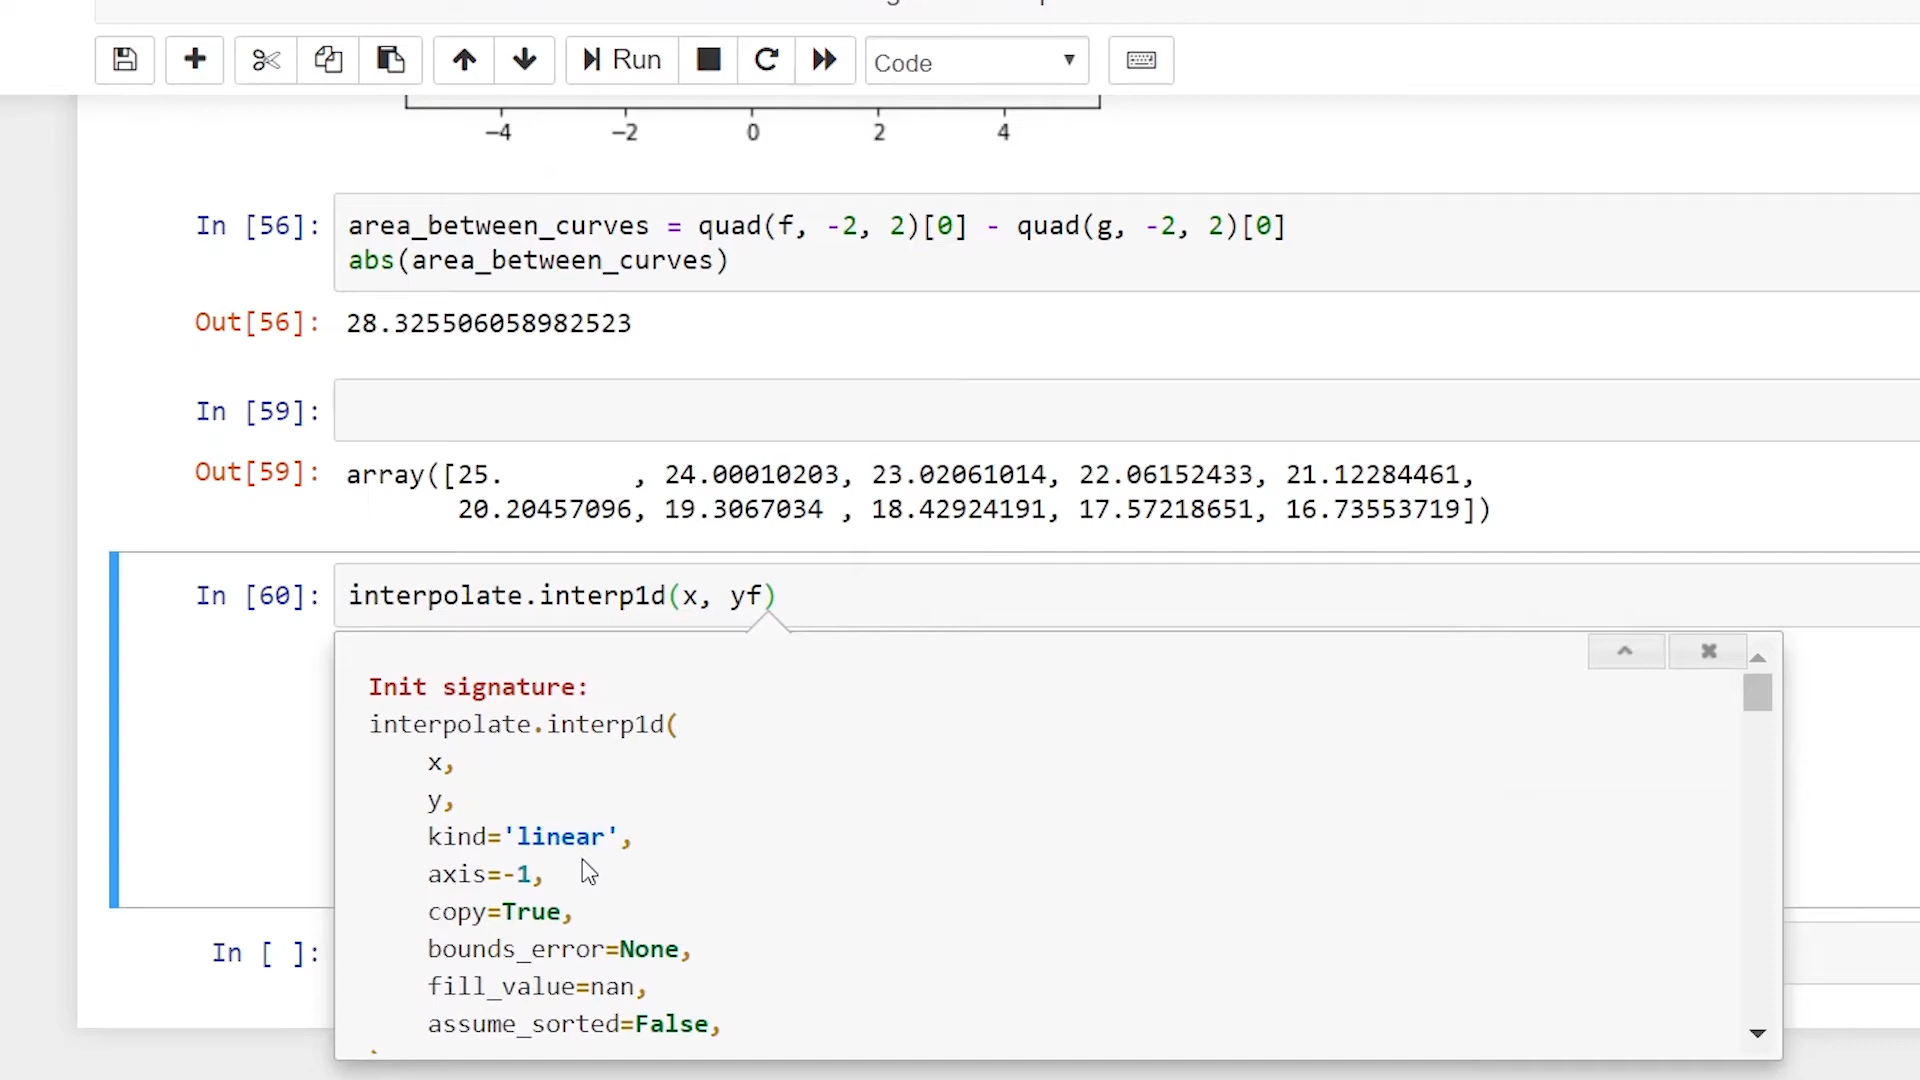 Run
Code
−4 −2 0 2 4
In [56]: area_between_curves = quad(f, -2, 2)[0] - quad(g, -2, 2)[0]
abs(area_between_curves)
Out[56]: 28.325506058982523
In [59]:
Out[59]: array([25.        , 24.00010203, 23.02061014, 22.06152433, 21.12284461,
20.20457096, 19.3067034 , 18.42924191, 17.57218651, 16.73553719])
In [60]: interpolate.interp1d(x, yf)
Init signature:
interpolate.interp1d(
x,
y,
kind='linear',
axis=-1,
copy=True,
bounds_error=None,
fill_value=nan,
assume_sorted=False,
In [ ]: